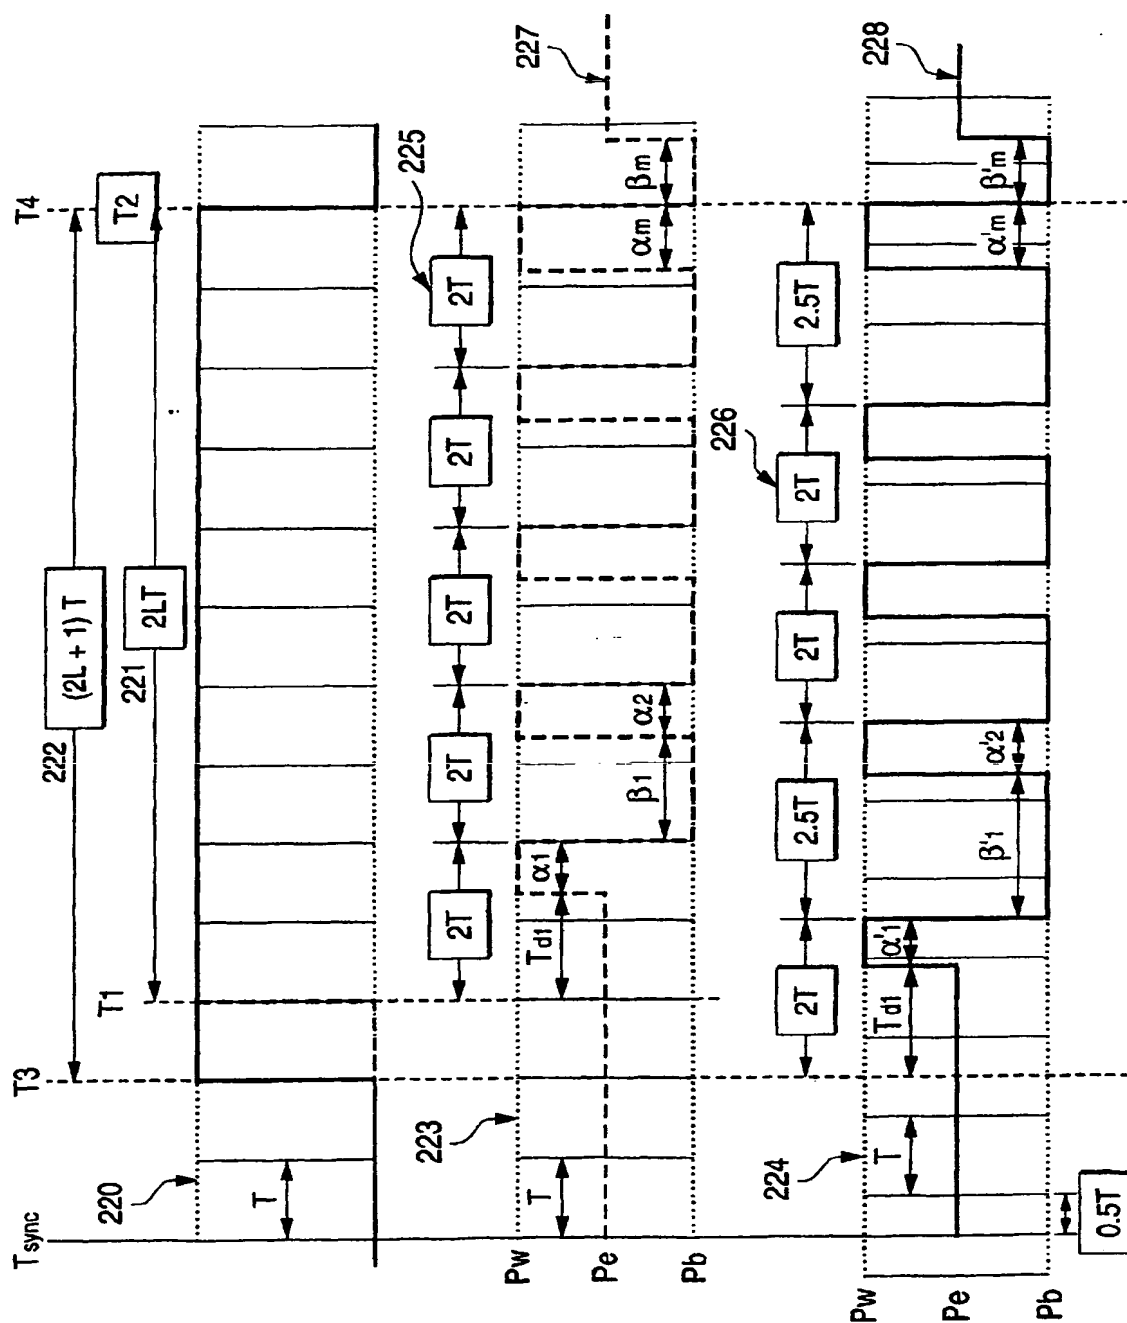 T4
T2
(2L + 1) T
222
2LT
221
T1
T3
220
T
Tsync
225
2T
2T
2T
2T
2T
227
βm
αm
α2
β1
α1
Td1
223
T
Pw
Pe
Pb
226
2.5T
2T
2T
2.5T
2T
228
β'm
α'm
α'2
β'1
α'1
Td1
224
T
0.5T
Pw
Pe
Pb